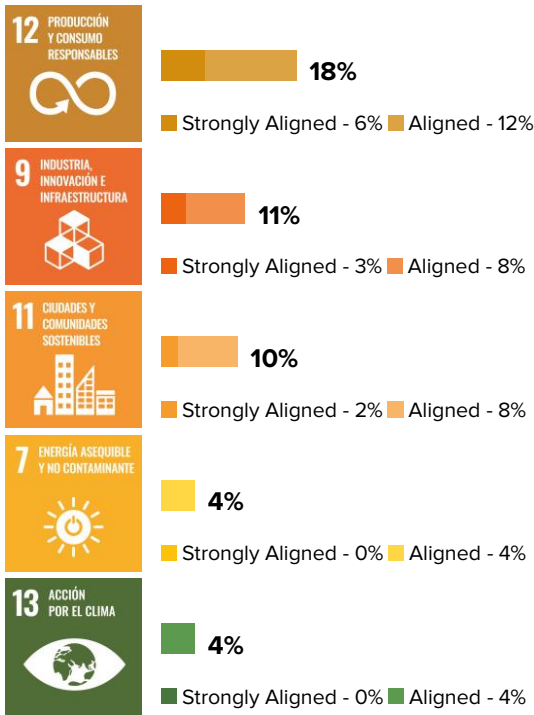 12 PRODUCCIÓN
Y CONSUMO
RESPONSABLES
18%
Strongly Aligned - 6% Aligned - 12%
9 INDUSTRIA,
INNOVACIÓN E
INFRAESTRUCTURA
11%
Strongly Aligned - 3% Aligned - 8%
11 CIUDADES Y
COMUNIDADES
SOSTENIBLES
10%
Strongly Aligned - 2% Aligned - 8%
7 ENERGÍA ASEQUIBLE
Y NO CONTAMINANTE
4%
Strongly Aligned - 0% Aligned - 4%
13 ACCIÓN
POR EL CLIMA
4%
Strongly Aligned - 0% Aligned - 4%